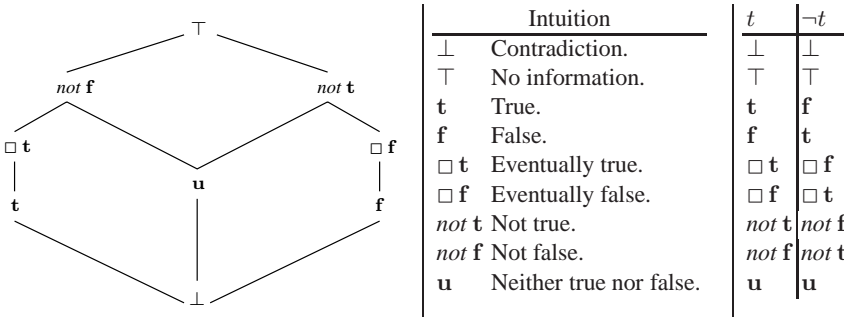 ⊤
not f
not t
□ t
□ f
u
t
f
⊥
Intuition
⊥ Contradiction.
⊤ No information.
t True.
f False.
□ t Eventually true.
□ f Eventually false.
not t Not true.
not f Not false.
u Neither true nor false.
t ¬t
⊥ ⊥
⊤ ⊤
t f
f t
□ t □ f
□ f □ t
not t not f
not f not t
u u